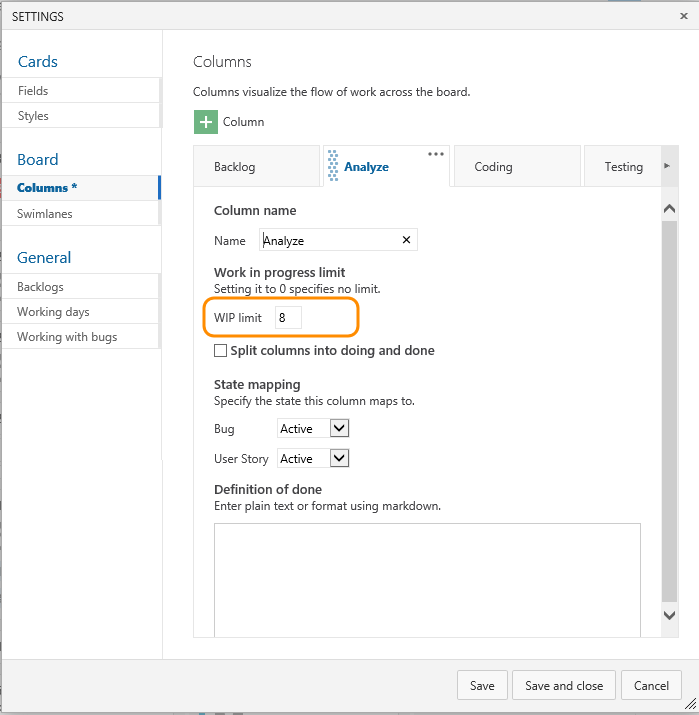 SETTINGS
Cards
Fields
Styles
Board
Columns *
Swimlanes
General
Backlogs
Working days
Working with bugs
Columns
Columns visualize the flow of work across the board.
+ Column
Backlog Analyze ••• Coding Testing
Column name
Name Analyze
Work in progress limit
Setting it to 0 specifies no limit.
WIP limit 8
Split columns into doing and done
State mapping
Specify the state this column maps to.
Bug Active
User Story Active
Definition of done
Enter plain text or format using markdown.
Save Save and close Cancel